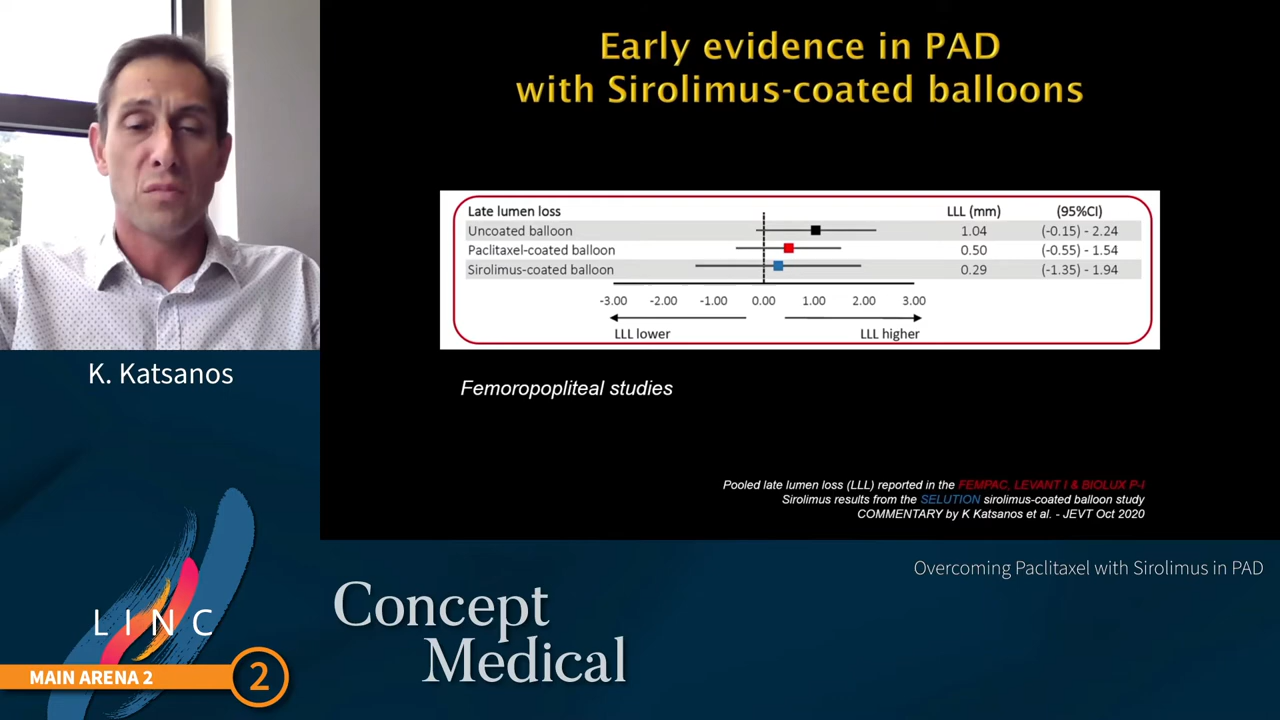 Early evidence in PAD
with Sirolimus-coated balloons
Late lumen loss LLL (mm) (95%CI)
Uncoated balloon 1.04 (-0.15) - 2.24
Paclitaxel-coated balloon 0.50 (-0.55) - 1.54
Sirolimus-coated balloon 0.29 (-1.35) - 1.94
-3.00 -2.00 -1.00 0.00 1.00 2.00 3.00
LLL lower LLL higher
K. Katsanos
Femoropopliteal studies
Pooled late lumen loss (LLL) reported in the FEMPAC, LEVANT I & BIOLUX P-I
Sirolimus results from the SELUTION sirolimus-coated balloon study
COMMENTARY by K Katsanos et al. - JEVT Oct 2020
Overcoming Paclitaxel with Sirolimus in PAD
LINC
Concept
Medical
MAIN ARENA 2 2